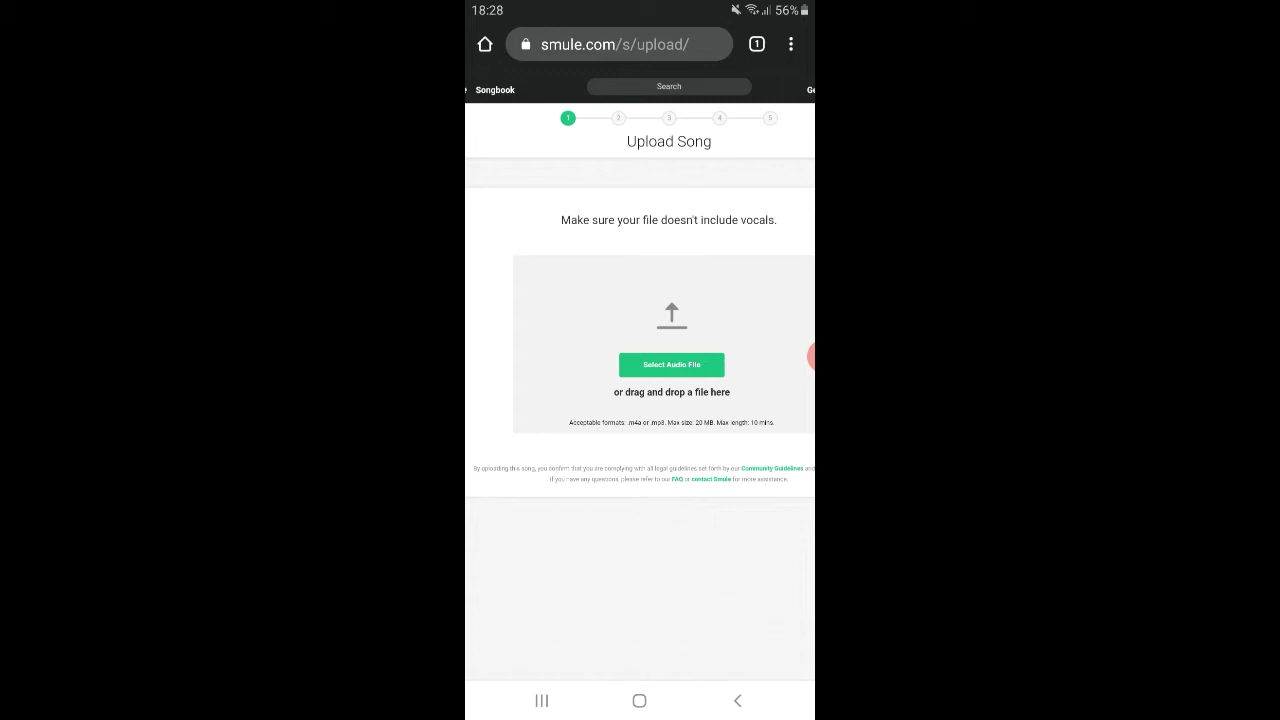 18:28
56%
smule.com/s/upload/
1
Songbook
Search
Ge
1 2 3 4 5
Upload Song
Make sure your file doesn't include vocals.
Select Audio File
or drag and drop a file here
Acceptable formats: .m4a or .mp3. Max size: 20 MB. Max length: 10 mins.
By uploading this song, you confirm that you are complying with all legal guidelines set forth by our Community Guidelines and
If you have any questions, please refer to our FAQ or contact Smule for more assistance.